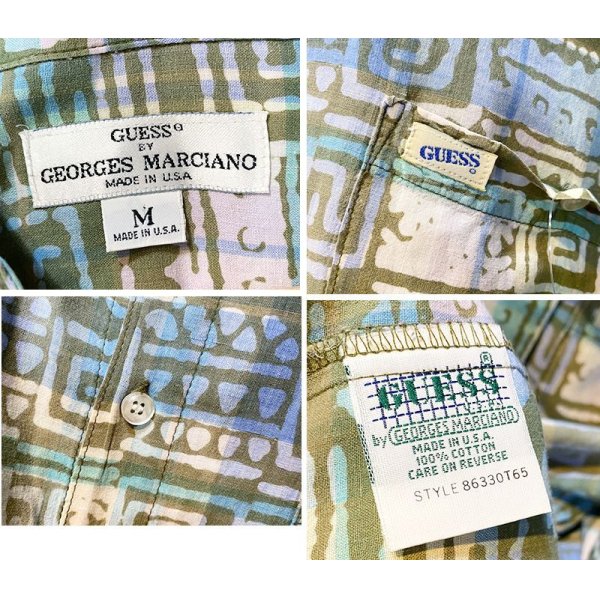 GUESS®
BY
GEORGES MARCIANO
MADE IN U.S.A
M
MADE IN U.S.A.
GUESS®
GUESS®
U.S.A.
by GEORGES MARCIANO
MADE IN U.S.A.
100% COTTON
CARE ON REVERSE
STYLE 86330T65